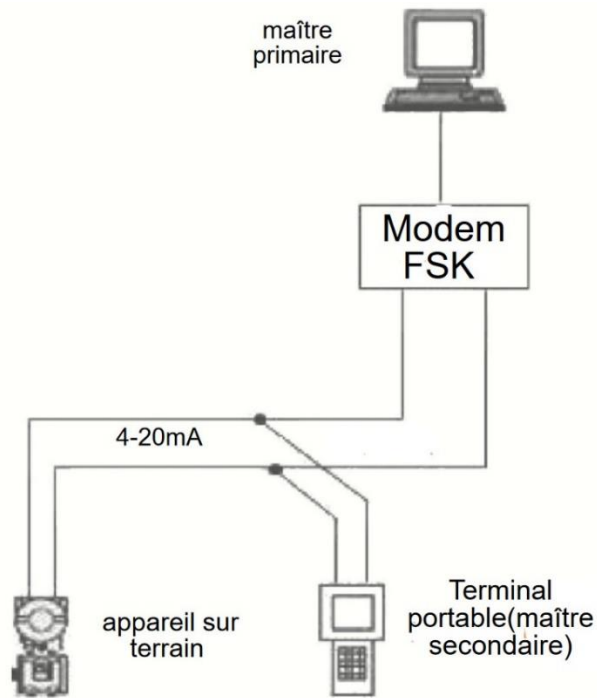 maître
primaire
Modem
FSK
4-20mA
appareil sur
terrain
Terminal
portable(maître
secondaire)